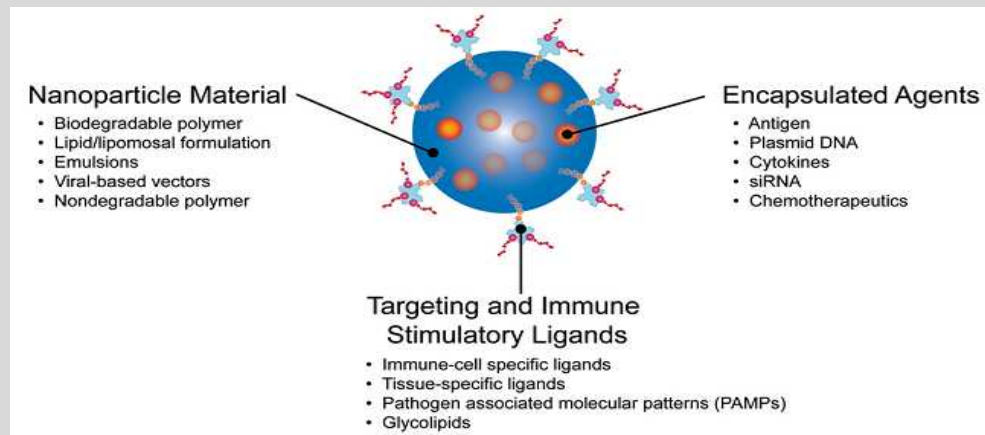 Nanoparticle Material
• Biodegradable polymer
• Lipid/lipomosal formulation
• Emulsions
• Viral-based vectors
• Nondegradable polymer
Encapsulated Agents
• Antigen
• Plasmid DNA
• Cytokines
• siRNA
• Chemotherapeutics
Targeting and Immune
Stimulatory Ligands
• Immune-cell specific ligands
• Tissue-specific ligands
• Pathogen associated molecular patterns (PAMPs)
• Glycolipids